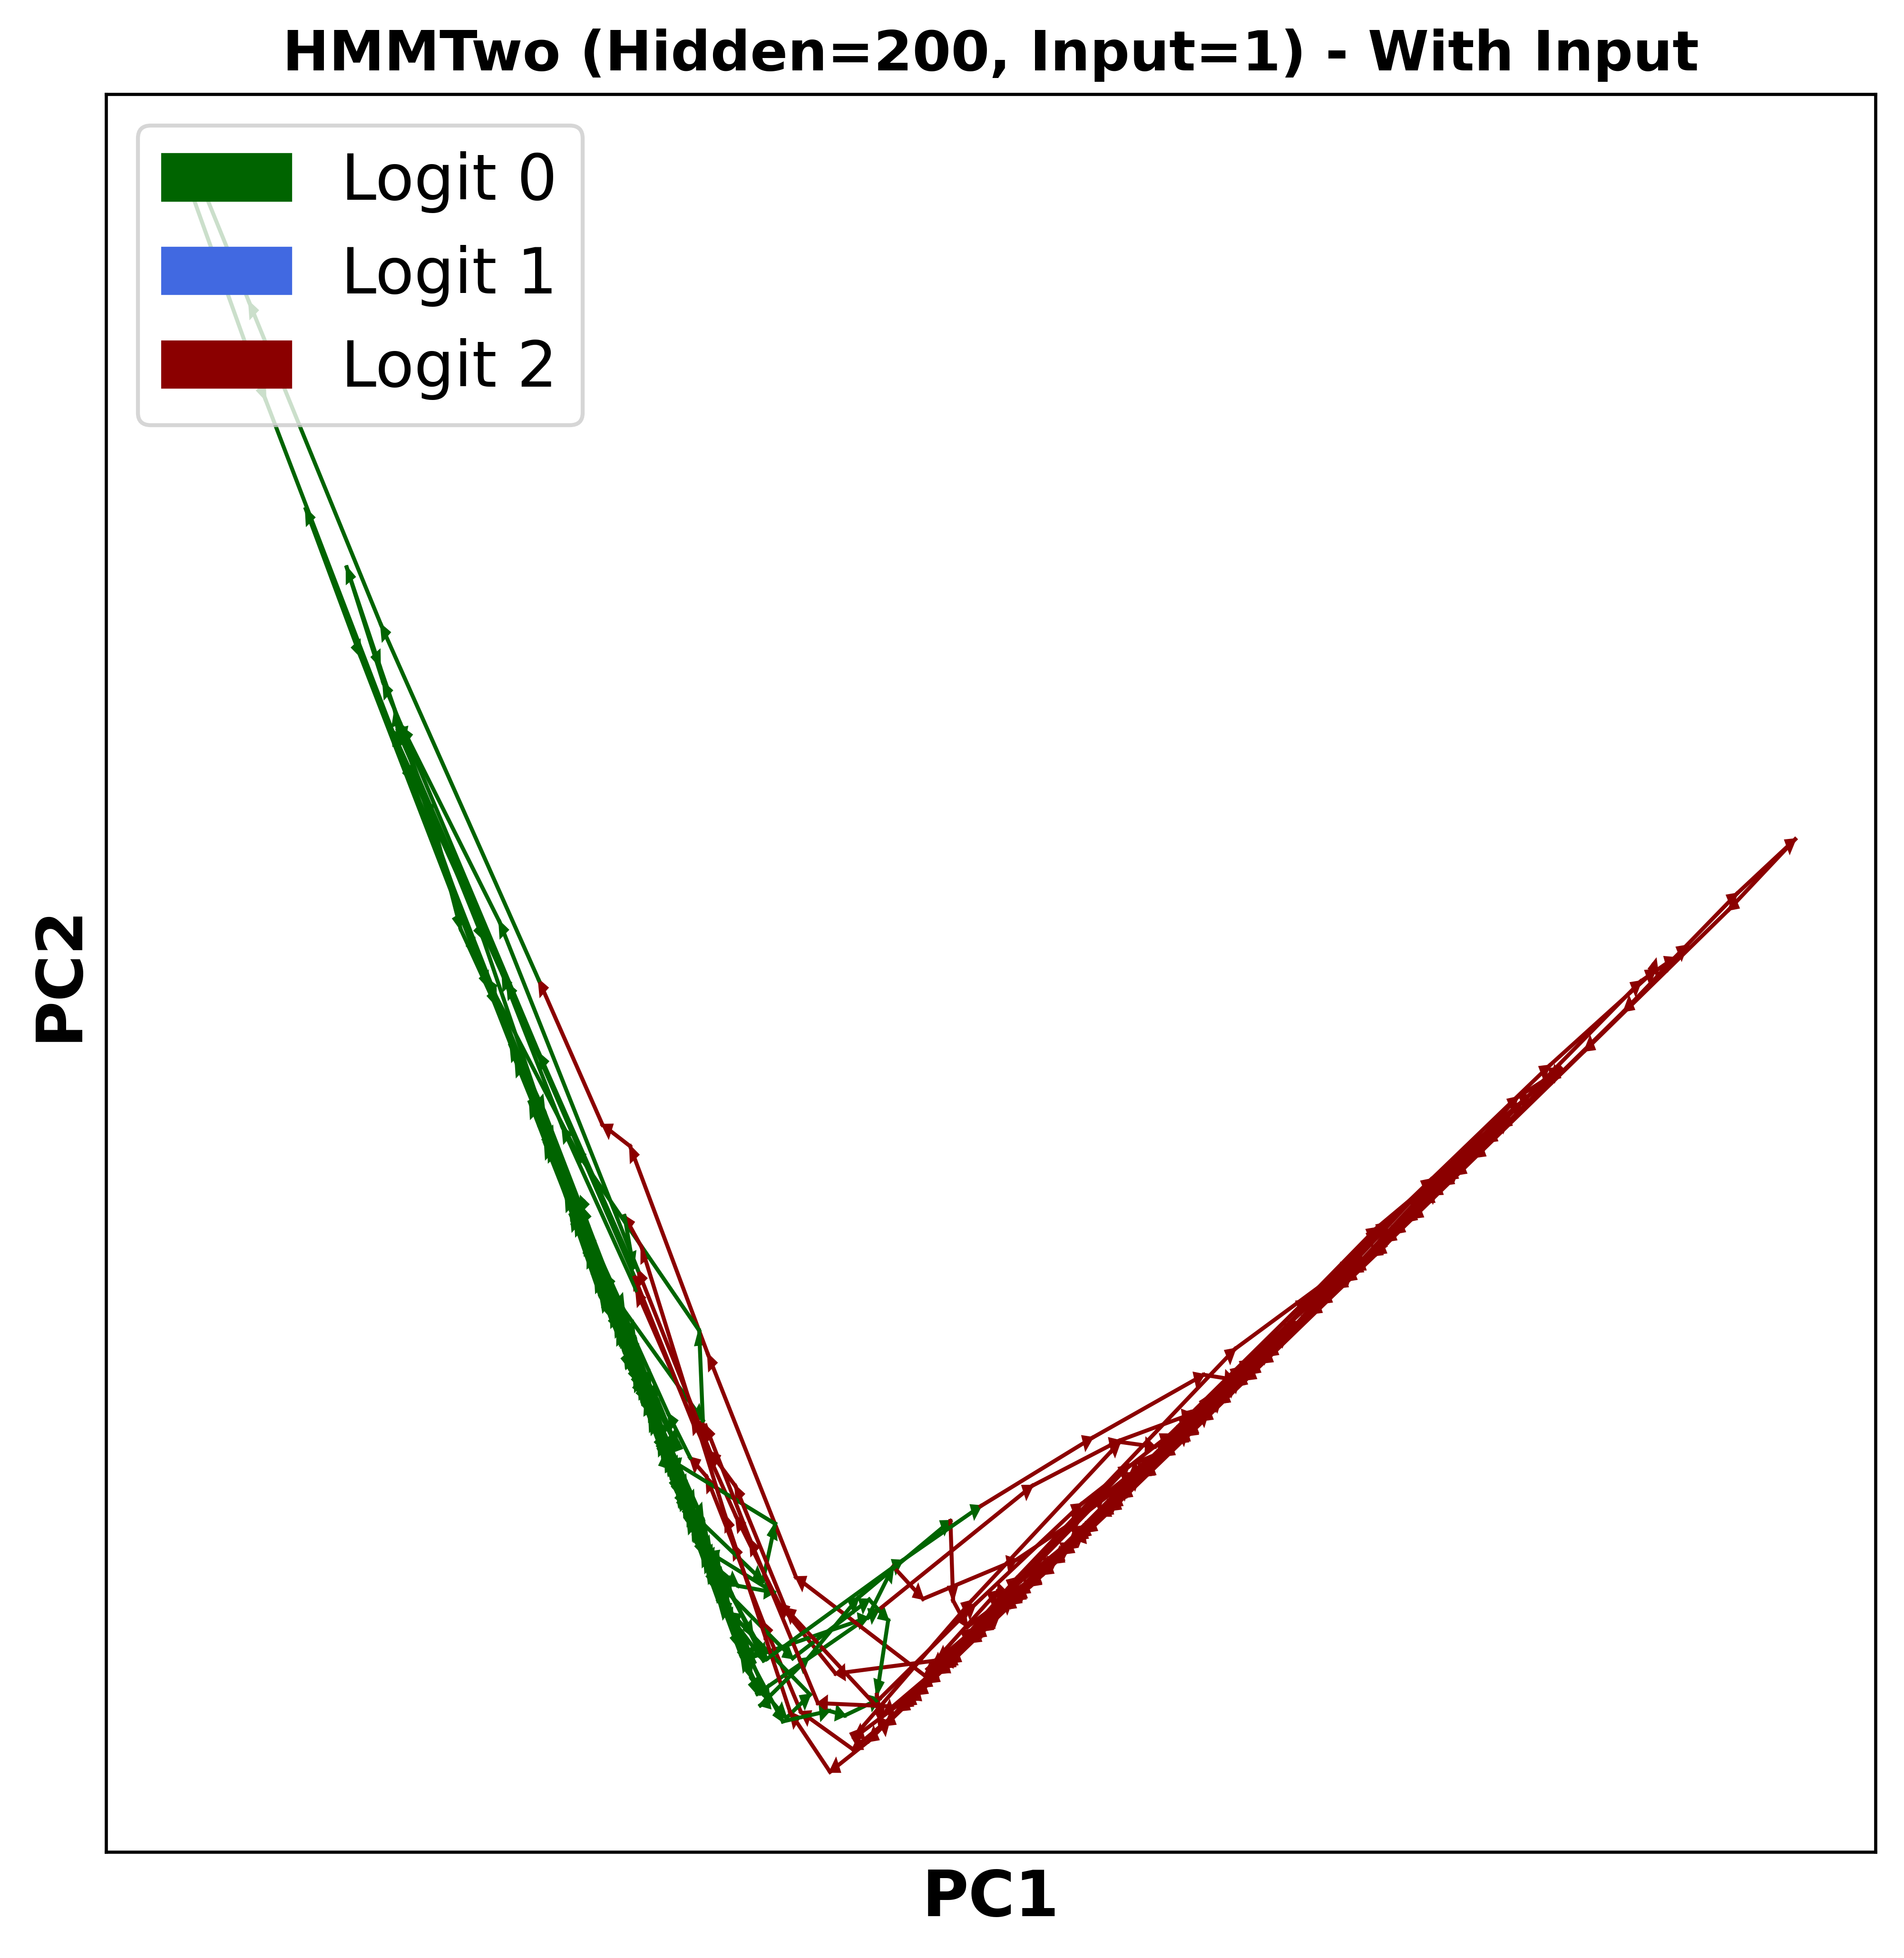 HMMTwo (Hidden=200, Input=1) - With Input
Logit 0
Logit 1
Logit 2
PC2
PC1